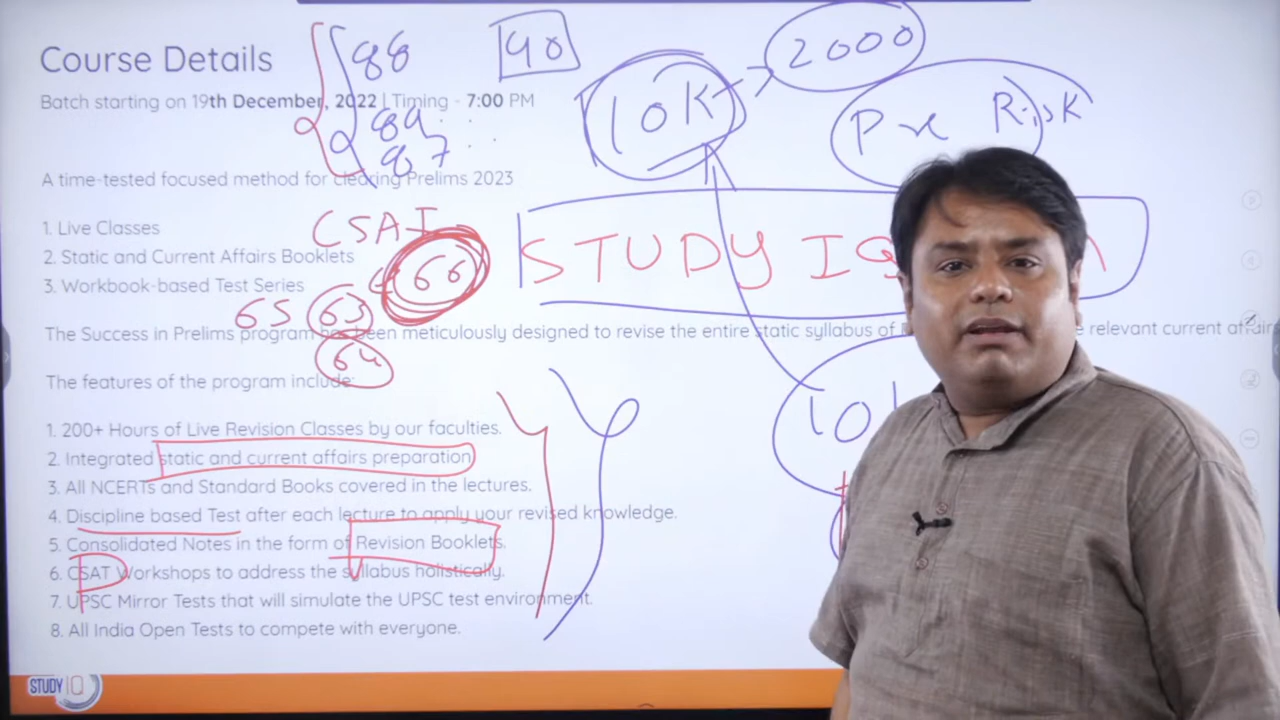 Course Details
88
90
10K
2000
Batch starting on 19th December, 2022 | Timing - 7:00 PM
89
87
Pre Risk
A time-tested focused method for clearing Prelims 2023
1. Live Classes
2. Static and Current Affairs Booklets
3. Workbook-based Test Series
66
STUDY IQ
65 63
64
The Success in Prelims program has been meticulously designed to revise the entire static syllabus of
relevant current affairs
The features of the program include:
1. 200+ Hours of Live Revision Classes by our faculties.
2. Integrated static and current affairs preparation
3. All NCERTs and Standard Books covered in the lectures.
4. Discipline based Test after each lecture to apply your revised knowledge.
5. Consolidated Notes in the form of Revision Booklets.
6. CSAT Workshops to address the syllabus holistically.
7. UPSC Mirror Tests that will simulate the UPSC test environment.
8. All India Open Tests to compete with everyone.
P
STUDY IQ